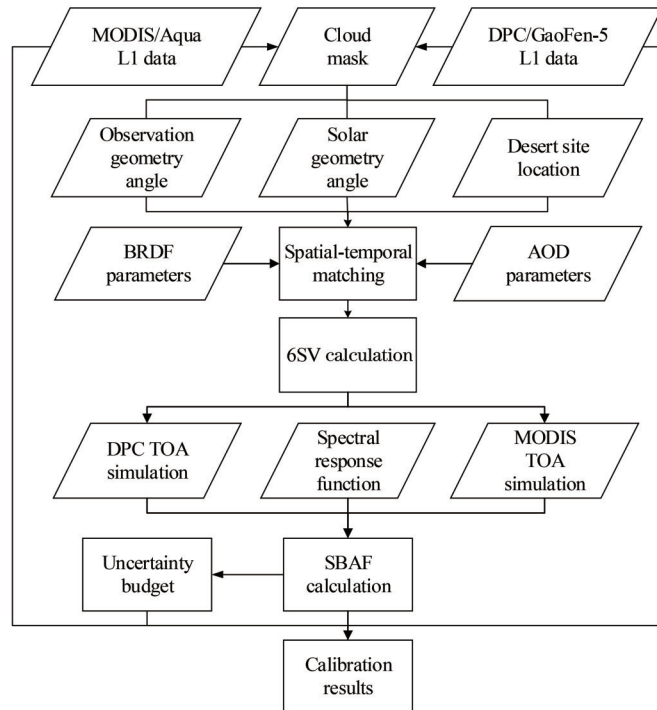 MODIS/Aqua
L1 data
Cloud
mask
DPC/GaoFen-5
L1 data
Observation
geometry
angle
Solar
geometry
angle
Desert site
location
BRDF
parameters
Spatial-temporal
matching
AOD
parameters
6SV calculation
DPC TOA
simulation
Spectral
response
function
MODIS
TOA
simulation
Uncertainty
budget
SBAF
calculation
Calibration
results